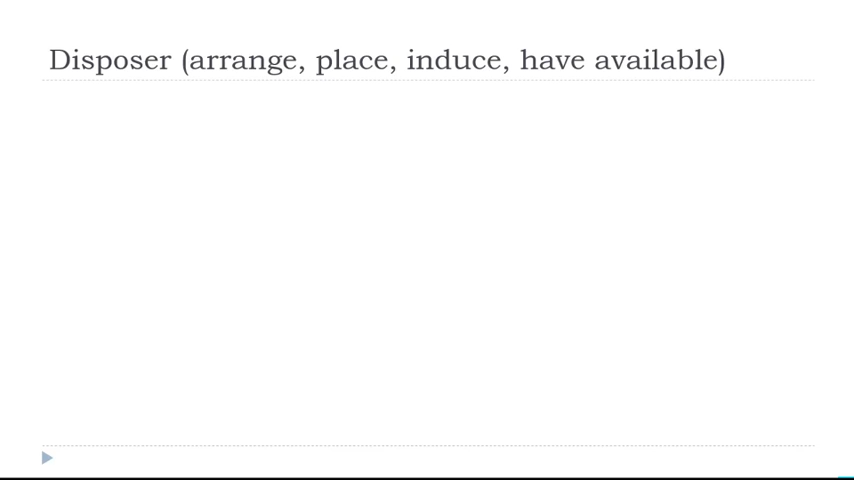 Disposer (arrange, place, induce, have available)